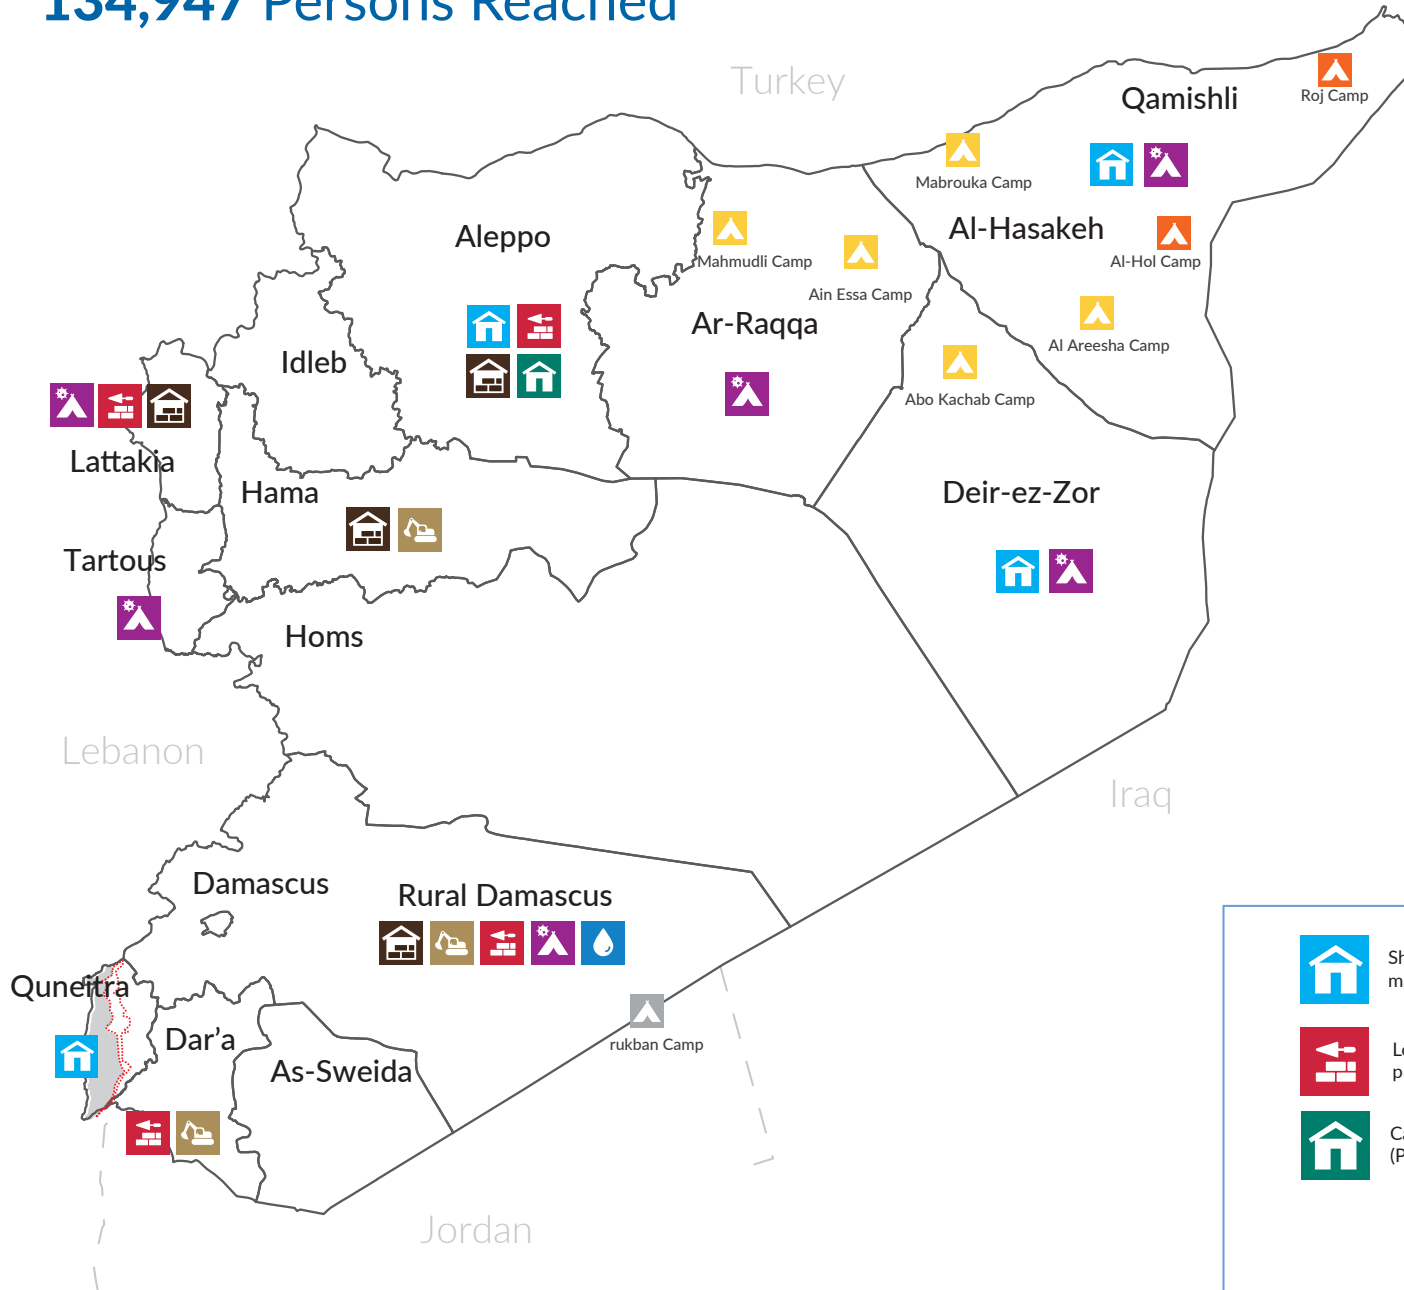 134,947 Persons Reached
Turkey
Qamishli
Roj Camp
Mabrouka Camp
Aleppo
Al-Hasakeh
Mahmudli Camp
Al-Hol Camp
Ain Essa Camp
Ar-Raqqa
Al Areesha Camp
Idleb
Abo Kachab Camp
Lattakia
Hama
Deir-ez-Zor
Tartous
Homs
Lebanon
Iraq
Damascus
Rural Damascus
Quneitra
Dar’a
rukban Camp
As-Sweida
Jordan